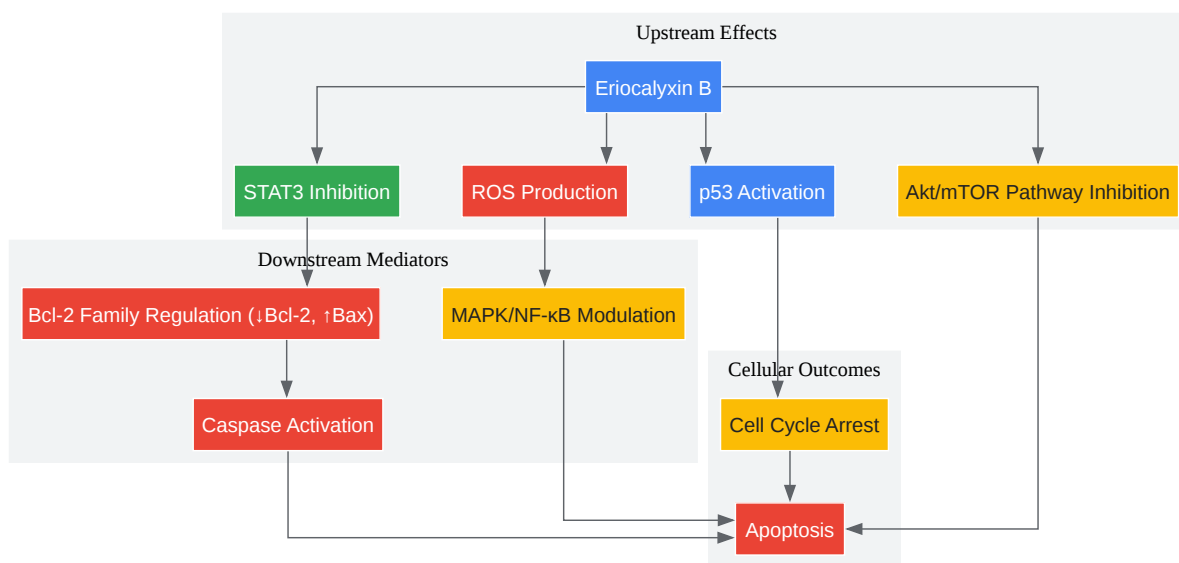 Upstream Effects
Eriocalyxin B
STAT3 Inhibition
ROS Production
p53 Activation
Akt/mTOR Pathway Inhibition
Downstream Mediators
Bcl-2 Family Regulation (↓Bcl-2, ↑Bax)
MAPK/NF-κB Modulation
Cellular Outcomes
Caspase Activation
Cell Cycle Arrest
Apoptosis